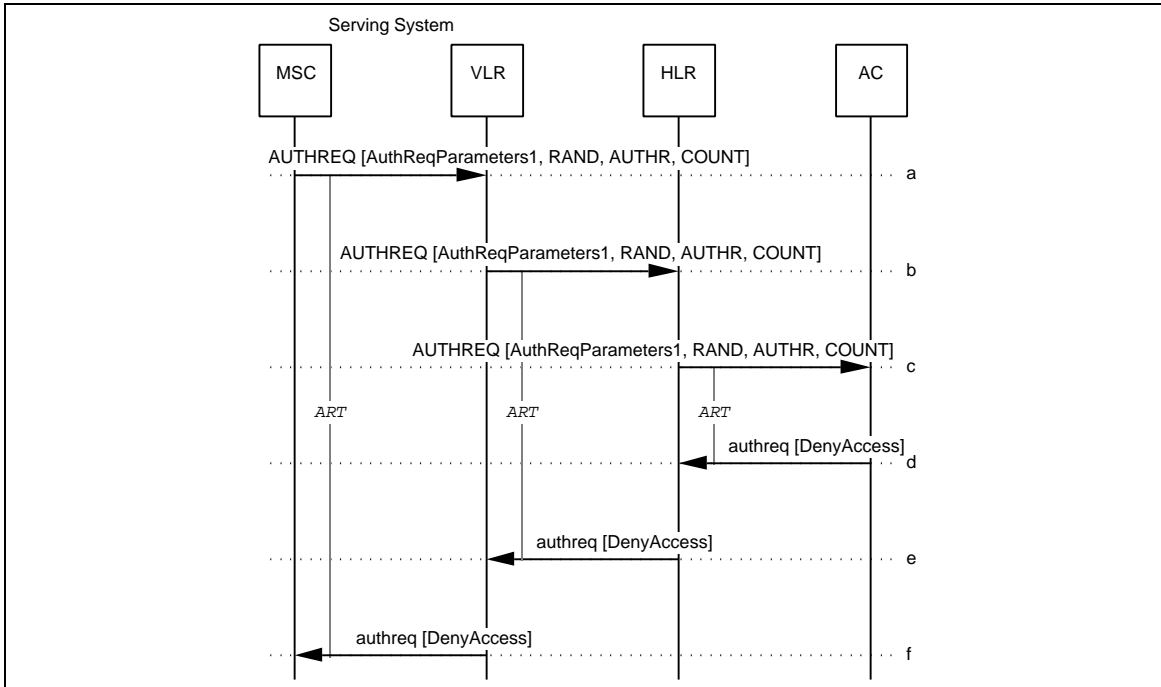 Serving System
MSC VLR HLR AC
AUTHREQ [AuthReqParameters1, RAND, AUTHR, COUNT]
a
AUTHREQ [AuthReqParameters1, RAND, AUTHR, COUNT]
b
AUTHREQ [AuthReqParameters1, RAND, AUTHR, COUNT]
c
ART ART ART
authreq [DenyAccess]
d
authreq [DenyAccess]
e
authreq [DenyAccess]
f